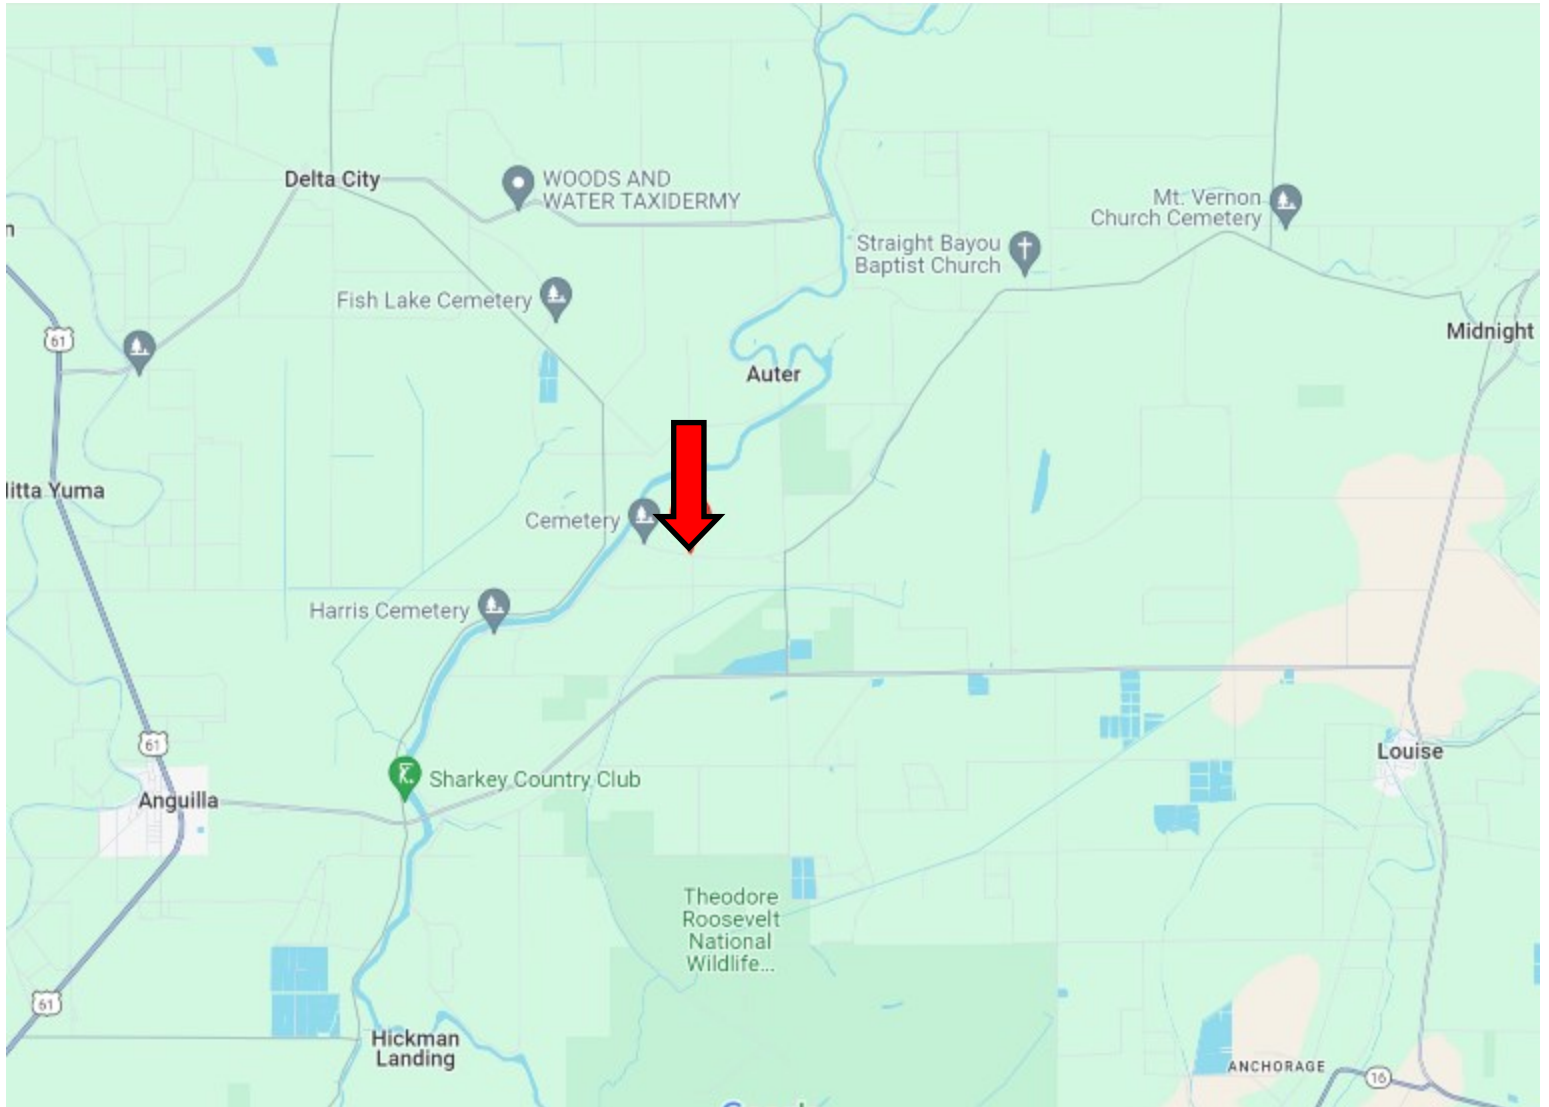 Delta City
WOODS AND
WATER TAXIDERMY
Mt. Vernon
Church Cemetery
n
Straight Bayou
Baptist Church
Fish Lake Cemetery
61
Midnight
Auter
litta Yuma
Cemetery
Harris Cemetery
61
Louise
Sharkey Country Club
Anguilla
Theodore
Roosevelt
National
Wildlife...
61
Hickman
Landing
ANCHORAGE
16